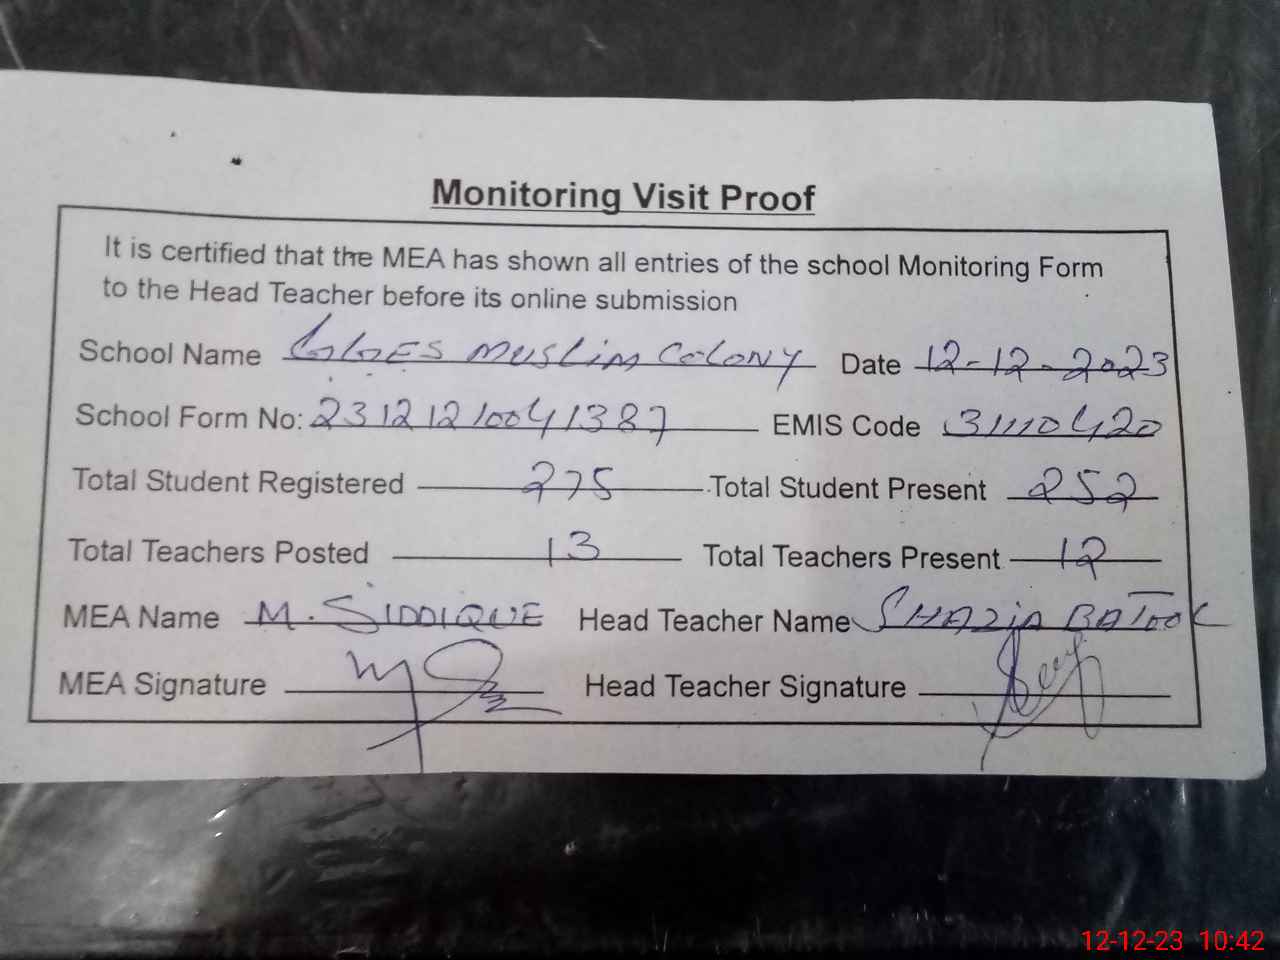 Monitoring Visit Proof
It is certified that the MEA has shown all entries of the school Monitoring Form
to the Head Teacher before its online submission
School Name GGES MUSLIM COLONY Date 12-12-2023
School Form No: 23121210041387 EMIS Code 31110420
Total Student Registered 275 Total Student Present 252
Total Teachers Posted 13 Total Teachers Present 12
MEA Name M. SIDDIQUE Head Teacher Name SHAZIA BATOOL
MEA Signature Head Teacher Signature
12-12-23 10:42